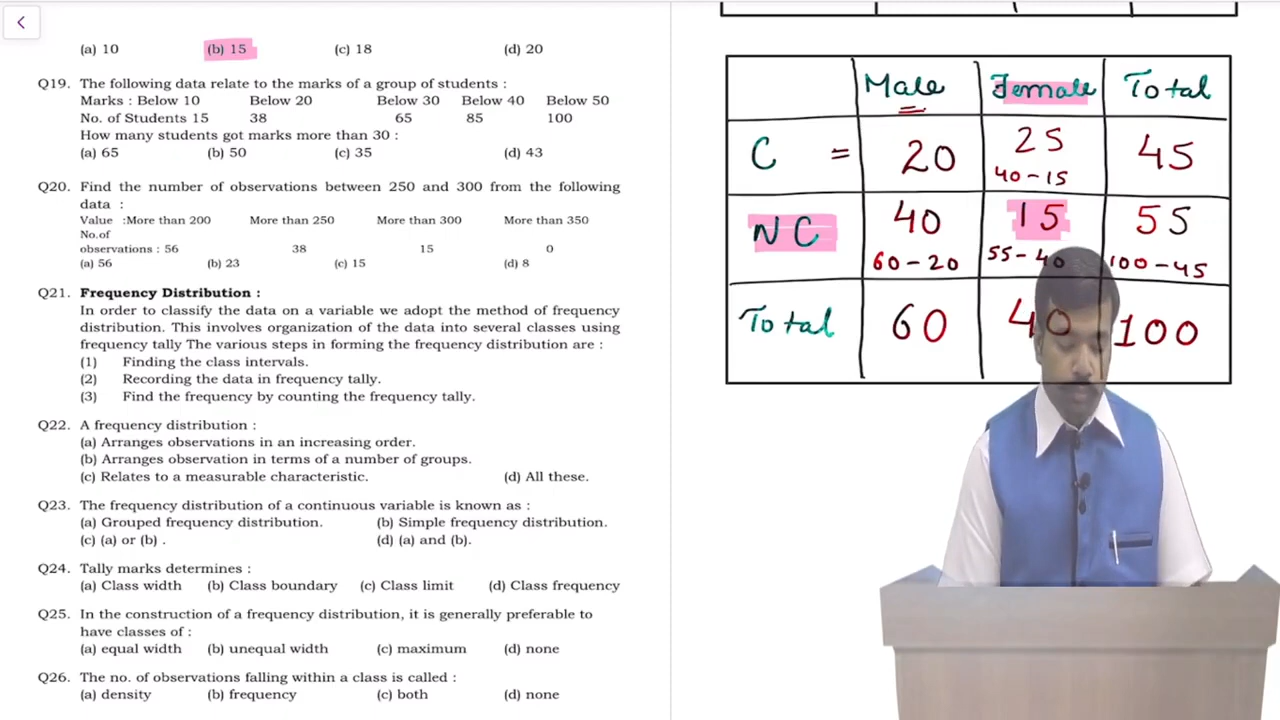 (a) 10 (b) 15 (c) 18 (d) 20
Q19. The following data relate to the marks of a group of students :
Marks : Below 10 Below 20 Below 30 Below 40 Below 50
No. of Students 15 38 65 85 100
How many students got marks more than 30 :
(a) 65 (b) 50 (c) 35 (d) 43
Q20. Find the number of observations between 250 and 300 from the following
data :
Value :More than 200 More than 250 More than 300 More than 350
No.of
observations : 56 38 15 0
(a) 56 (b) 23 (c) 15 (d) 8
Q21. Frequency Distribution :
In order to classify the data on a variable we adopt the method of frequency
distribution. This involves organization of the data into several classes using
frequency tally The various steps in forming the frequency distribution are :
(1) Finding the class intervals.
(2) Recording the data in frequency tally.
(3) Find the frequency by counting the frequency tally.
Q22. A frequency distribution :
(a) Arranges observations in an increasing order.
(b) Arranges observation in terms of a number of groups.
(c) Relates to a measurable characteristic. (d) All these.
Q23. The frequency distribution of a continuous variable is known as :
(a) Grouped frequency distribution. (b) Simple frequency distribution.
(c) (a) or (b) . (d) (a) and (b).
Q24. Tally marks determines :
(a) Class width (b) Class boundary (c) Class limit (d) Class frequency
Q25. In the construction of a frequency distribution, it is generally preferable to
have classes of :
(a) equal width (b) unequal width (c) maximum (d) none
Q26. The no. of observations falling within a class is called :
(a) density (b) frequency (c) both (d) none
Male Female Total
C = 20 25 45
40-15
NC 40 15 55
60-20 55-40 100-45
Total 60 40 100